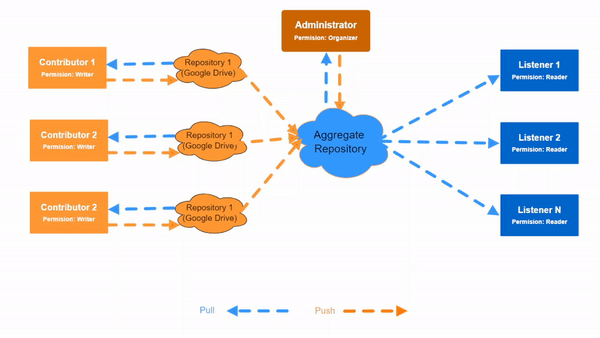 Administrator
Permision: Organizer
Contributor 1
Permision: Writer
Repository 1
(Google Drive)
Listener 1
Permision: Reader
Contributor 2
Permision: Writer
Repository 1
(Google Drive)
Aggregate
Repository
Listener 2
Permision: Reader
Contributor 2
Permision: Writer
Repository 1
(Google Drive)
Listener N
Permision: Reader
Pull
Push